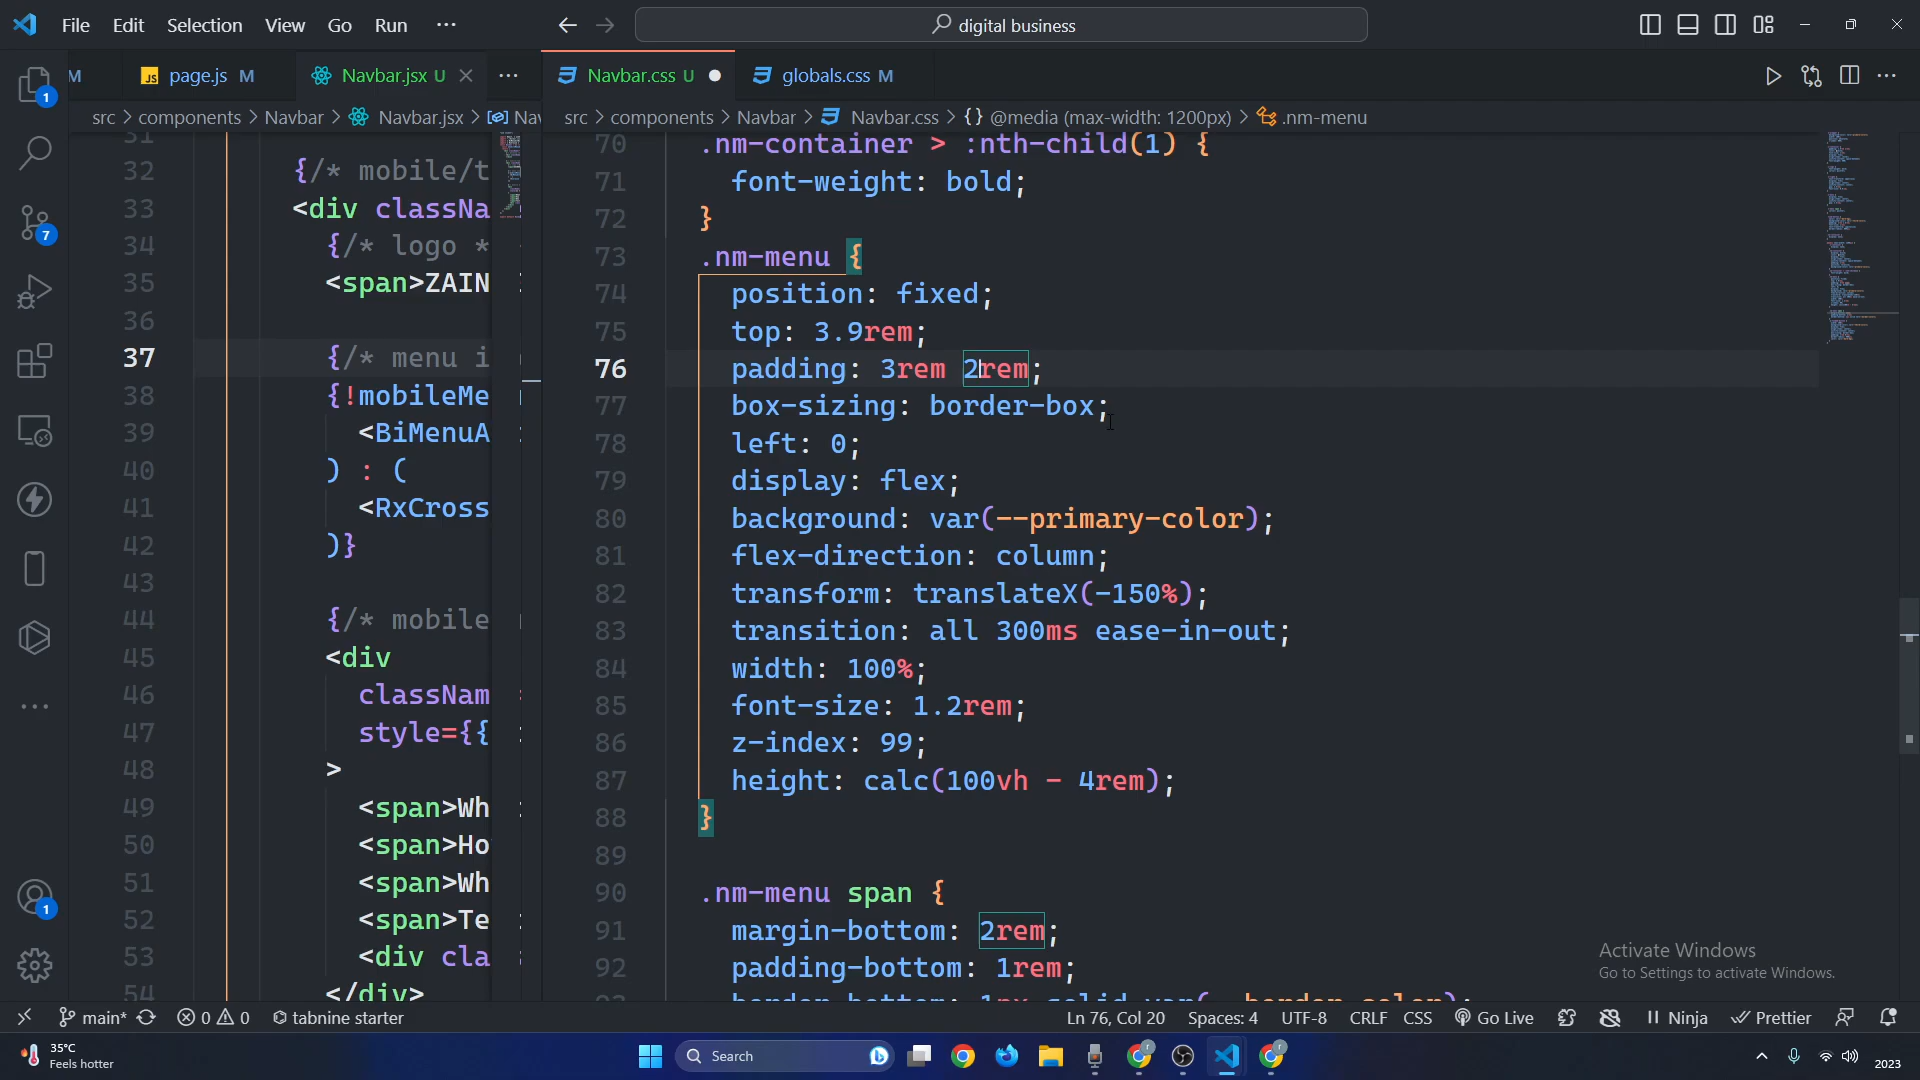 File Edit Selection View Go Run ···
digital business
M
page.js M
Navbar.jsx U
Navbar.css U
globals.css M
src > components > Navbar > Navbar.jsx >
src > components > Navbar > Navbar.css > {} @media (max-width: 1200px) > .nm-menu
31
32 {/* mobile/t
33 <div classNa
34 {/* logo *
35 <span>ZAIN
36
37 {/* menu i
38 {!mobileMe
39 <BiMenuA
40 ) : (
41 <RxCross
42 )}
43
44 {/* mobile
45 <div
46 classNam
47 style={{
48 >
49 <span>Wh
50 <span>Ho
51 <span>Wh
52 <span>Te
53 <div cla
54 </div>
70 .nm-container > :nth-child(1) {
71 font-weight: bold;
72 }
73 .nm-menu {
74 position: fixed;
75 top: 3.9rem;
76 padding: 3rem 2rem;
77 box-sizing: border-box;
78 left: 0;
79 display: flex;
80 background: var(--primary-color);
81 flex-direction: column;
82 transform: translateX(-150%);
83 transition: all 300ms ease-in-out;
84 width: 100%;
85 font-size: 1.2rem;
86 z-index: 99;
87 height: calc(100vh - 4rem);
88 }
89
90 .nm-menu span {
91 margin-bottom: 2rem;
92 padding-bottom: 1rem;
1
7
1
Activate Windows
Go to Settings to activate Windows.
main* 0 0 tabnine starter
Ln 76, Col 20 Spaces: 4 UTF-8 CRLF CSS Go Live Ninja Prettier
35°C
Feels hotter
Search
2023